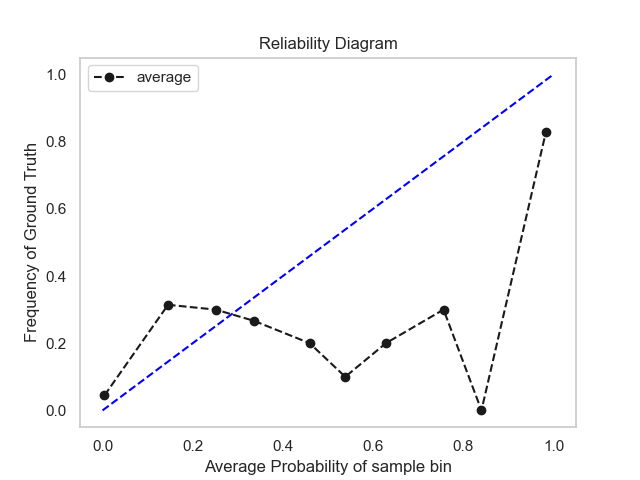 Reliability Diagram
average
Frequency of Ground Truth
1.0
0.8
0.6
0.4
0.2
0.0
0.0 0.2 0.4 0.6 0.8 1.0
Average Probability of sample bin